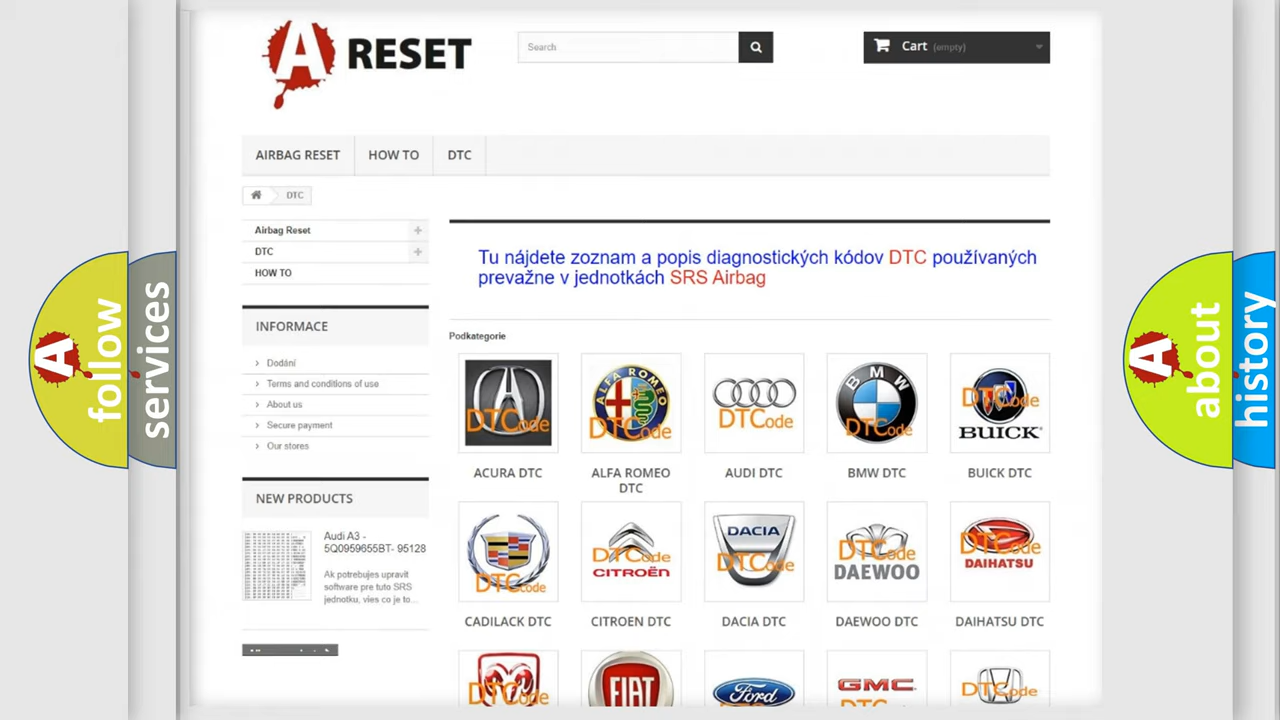 A RESET
Search
Cart (empty)
AIRBAG RESET
HOW TO
DTC
DTC
Airbag Reset
DTC
HOW TO
Tu nájdete zoznam a popis diagnostických kódov DTC používaných
prevažne v jednotkách SRS Airbag
INFORMACE
Dodání
Terms and conditions of use
About us
Secure payment
Our stores
Podkategorie
DTCode
ALFA ROMEO
DTCode
DTCode
BMW
DTCode
DTCode
BUICK
ACURA DTC
ALFA ROMEO
DTC
AUDI DTC
BMW DTC
BUICK DTC
NEW PRODUCTS
Audi A3 -
5Q0959655BT- 95128
Ak potrebujes upravit
software pre tuto SRS
jednotku, vies co je to...
DTCode
DTCode
CITROËN
DACIA
DTCode
DTCode
DAEWOO
DTCode
DAIHATSU
CADILACK DTC
CITROEN DTC
DACIA DTC
DAEWOO DTC
DAIHATSU DTC
DTCode
FIAT
Ford
GMC
DTCode
A follow
services
A about
history